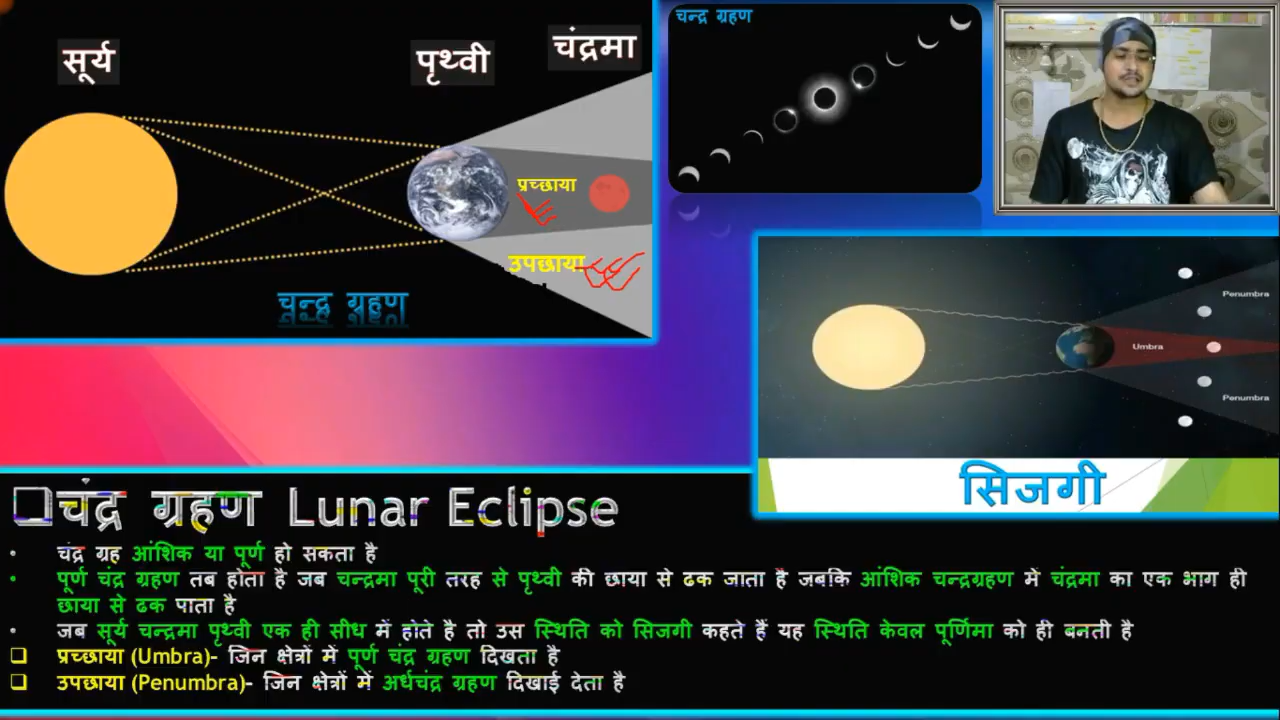 सूर्य
पृथ्वी
चंद्रमा
प्रच्छाया
उपछाया
चन्द्र ग्रहण
चन्द्र ग्रहण
Penumbra
Umbra
Penumbra
सिजगी
❑चंद्र ग्रहण Lunar Eclipse
• चंद्र ग्रह आंशिक या पूर्ण हो सकता है
• पूर्ण चंद्र ग्रहण तब होता है जब चन्द्रमा पूरी तरह से पृथ्वी की छाया से ढक जाता है जबकि आंशिक चन्द्रग्रहण में चंद्रमा का एक भाग ही
छाया से ढक पाता है
• जब सूर्य चन्द्रमा पृथ्वी एक ही सीध में होते है तो उस स्थिति को सिजगी कहते हैं यह स्थिति केवल पूर्णिमा को ही बनती है
❑ प्रच्छाया (Umbra)- जिन क्षेत्रों में पूर्ण चंद्र ग्रहण दिखता है
❑ उपछाया (Penumbra)- जिन क्षेत्रों में अर्धचंद्र ग्रहण दिखाई देता है